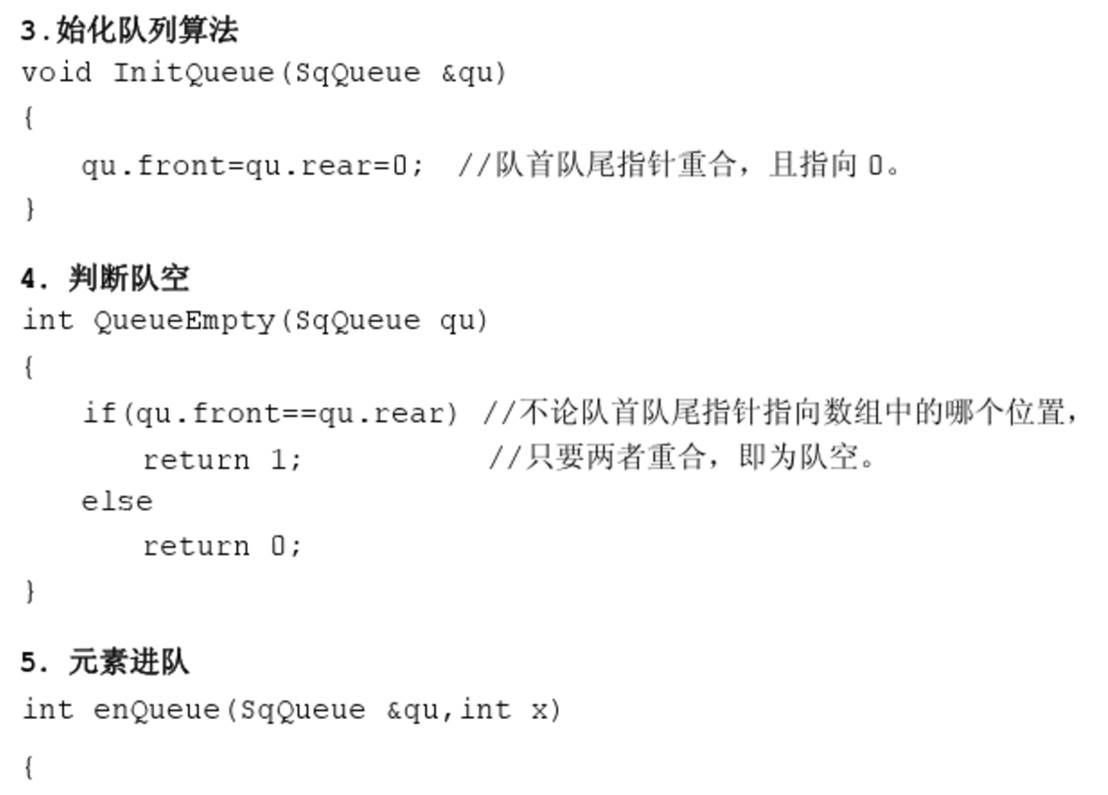 3.始化队列算法
void InitQueue(SqQueue &qu)
{
qu.front=qu.rear=0; //队首队尾指针重合，且指向 0。
}
4. 判断队空
int QueueEmpty(SqQueue qu)
{
if(qu.front==qu.rear) //不论队首队尾指针指向数组中的哪个位置，
return 1; //只要两者重合，即为队空。
else
return 0;
}
5. 元素进队
int enQueue(SqQueue &qu,int x)
{